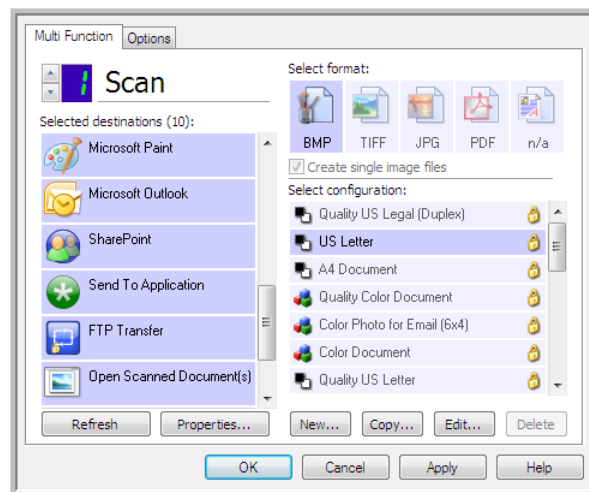 Multi Function
Options
1 Scan
Selected destinations (10):
Microsoft Paint
Microsoft Outlook
SharePoint
Send To Application
FTP Transfer
Open Scanned Document(s)
Refresh
Properties...
Select format:
BMP TIFF JPG PDF n/a
Create single image files
Select configuration:
Quality US Legal (Duplex)
US Letter
A4 Document
Quality Color Document
Color Photo for Email (6x4)
Color Document
Quality US Letter
New... Copy... Edit... Delete
OK Cancel Apply Help